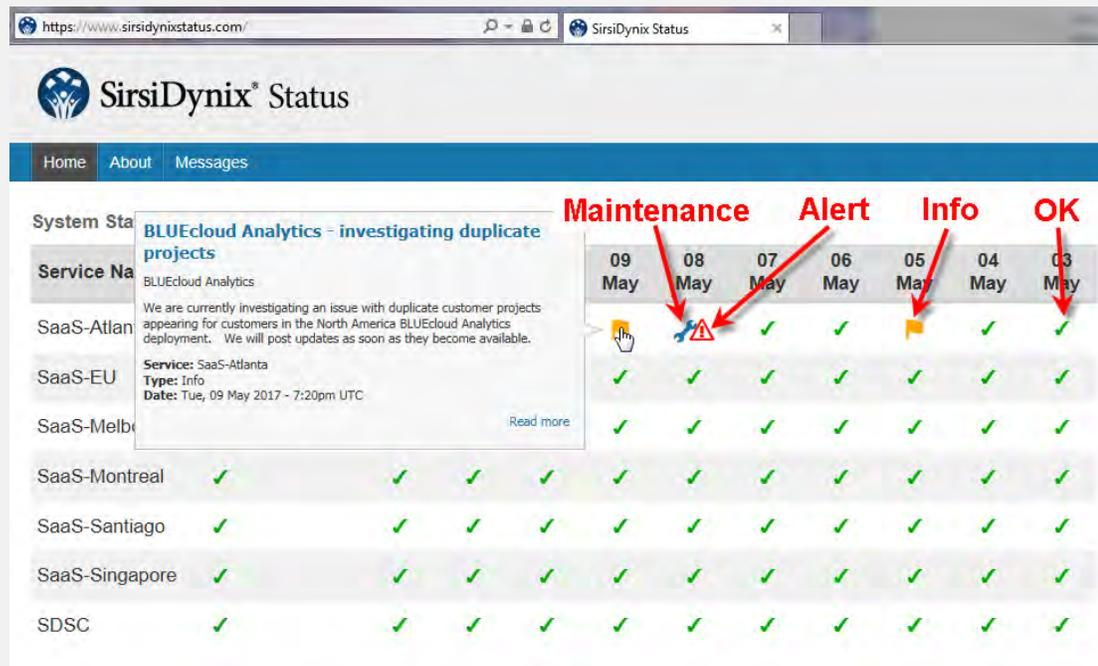 https://www.sirsidynixstatus.com/
SirsiDynix Status
SirsiDynix® Status
Home About Messages
Maintenance Alert Info OK
System Sta
BLUEcloud Analytics - investigating duplicate
projects
BLUEcloud Analytics
We are currently investigating an issue with duplicate customer projects
appearing for customers in the North America BLUEcloud Analytics
deployment. We will post updates as soon as they become available.
Service: SaaS-Atlanta
Type: Info
Date: Tue, 09 May 2017 - 7:20pm UTC
Read more
Service Na
09 May
08 May
07 May
06 May
05 May
04 May
03 May
SaaS-Atlan
SaaS-EU
SaaS-Melbo
SaaS-Montreal
SaaS-Santiago
SaaS-Singapore
SDSC